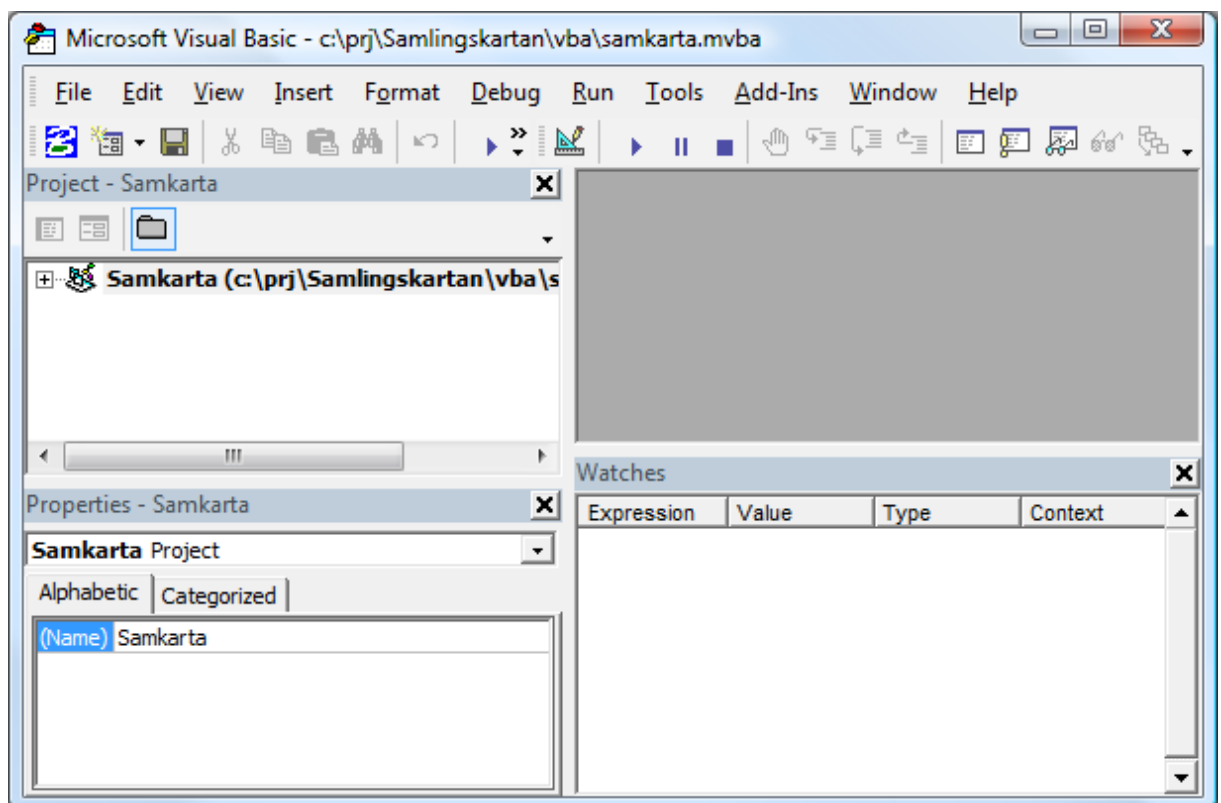 Microsoft Visual Basic - c:\prj\Samlingskartan\vba\samkarta.mvba
File Edit View Insert Format Debug Run Tools Add-Ins Window Help
Project - Samkarta
Samkarta (c:\prj\Samlingskartan\vba\s
Properties - Samkarta
Samkarta Project
Alphabetic Categorized
(Name) Samkarta
Watches
Expression Value Type Context